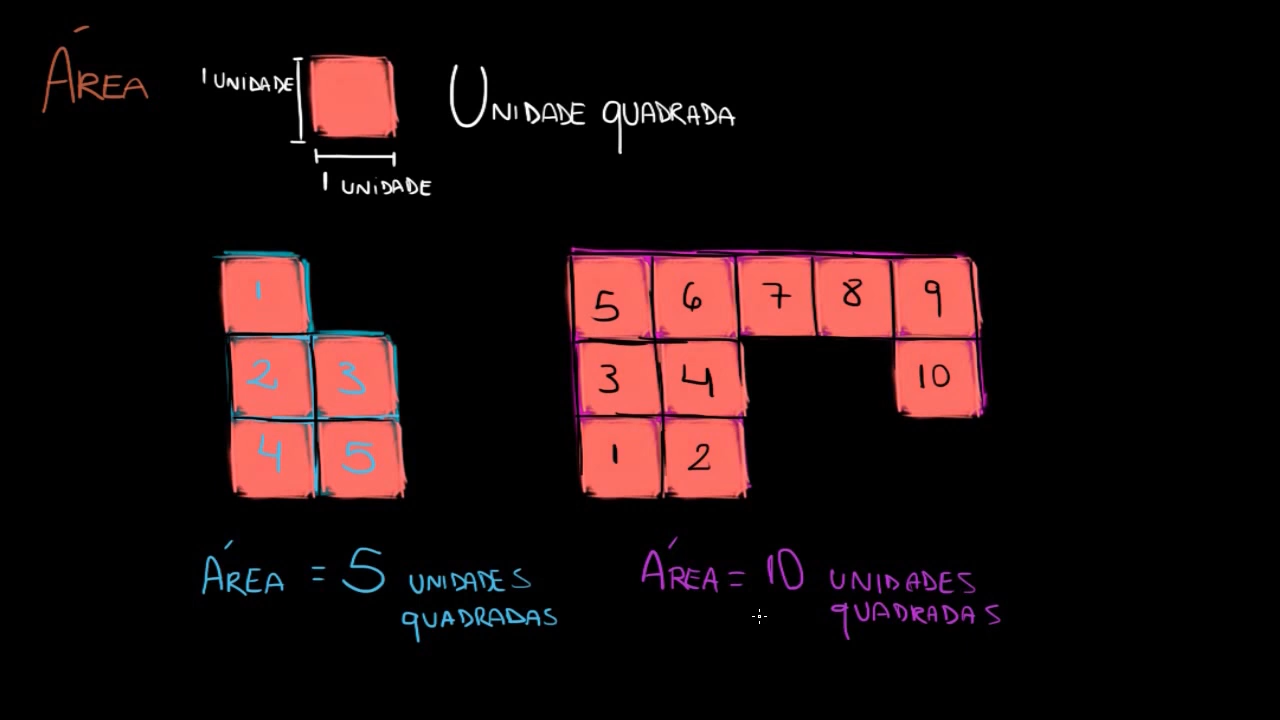 ÁREA
1 UNIDADE
UNIDADE QUADRADA
1 UNIDADE
1
2 3
4 5
5 6 7 8 9
3 4 10
1 2
ÁREA = 5 UNIDADES
QUADRADAS
ÁREA = 10 UNIDADES
QUADRADAS